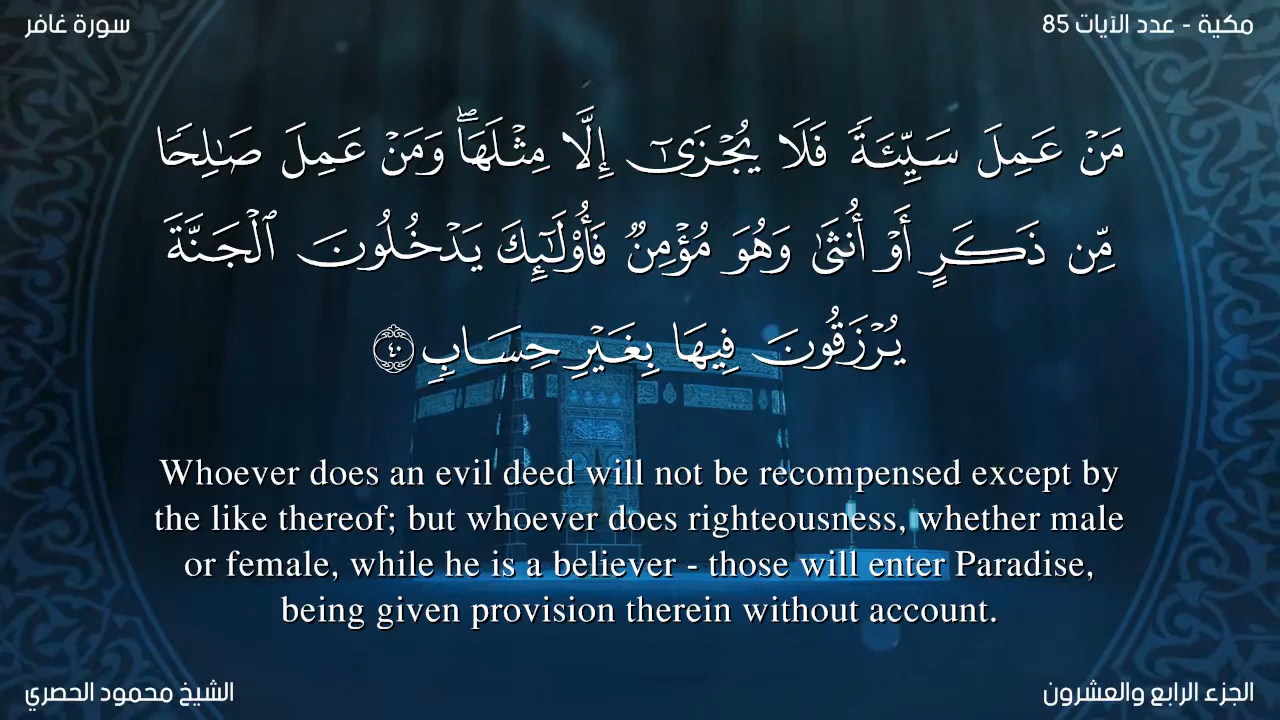 مكية - عدد الآيات 85
سورة غافر
مَنْ عَمِلَ سَيِّئَةً فَلَا يُجْزَىٰٓ إِلَّا مِثْلَهَا ۖ وَمَنْ عَمِلَ صَـٰلِحًا
مِّن ذَكَرٍ أَوْ أُنثَىٰ وَهُوَ مُؤْمِنٌ فَأُو۟لَـٰٓئِكَ يَدْخُلُونَ ٱلْجَنَّةَ
يُرْزَقُونَ فِيهَا بِغَيْرِ حِسَابٍ ٤٠
Whoever does an evil deed will not be recompensed except by
the like thereof; but whoever does righteousness, whether male
or female, while he is a believer - those will enter Paradise,
being given provision therein without account.
الجزء الرابع والعشرون
الشيخ محمود الحصري